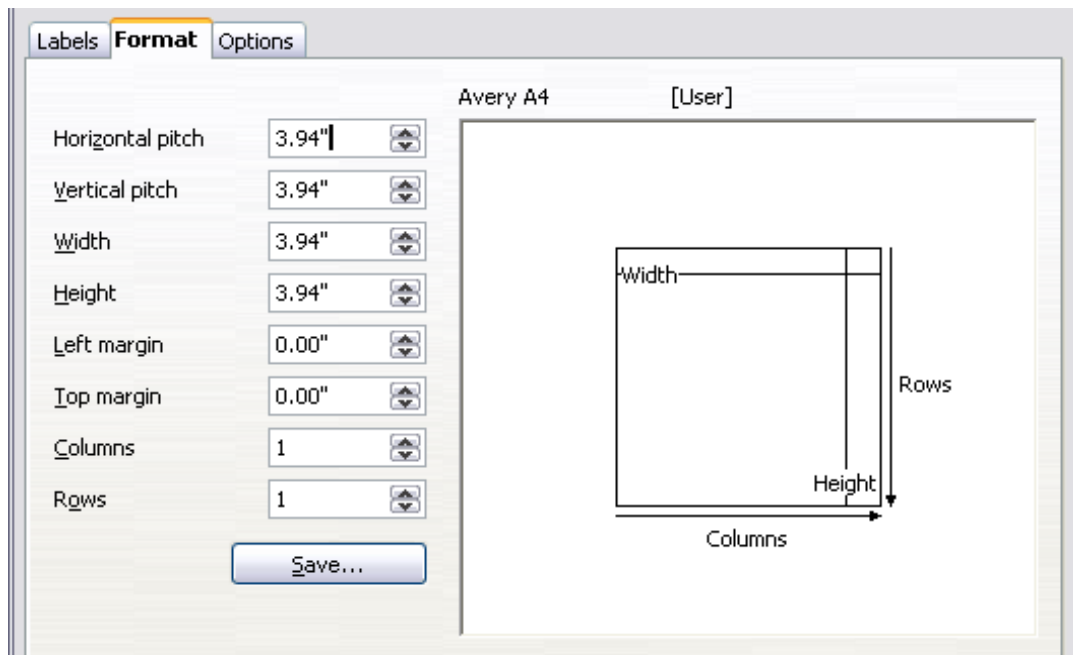 Labels Format Options
Avery A4 [User]
Horizontal pitch 3.94"
Vertical pitch 3.94"
Width 3.94"
Height 3.94"
Left margin 0.00"
Top margin 0.00"
Columns 1
Rows 1
Save...
Width
Rows
Height
Columns